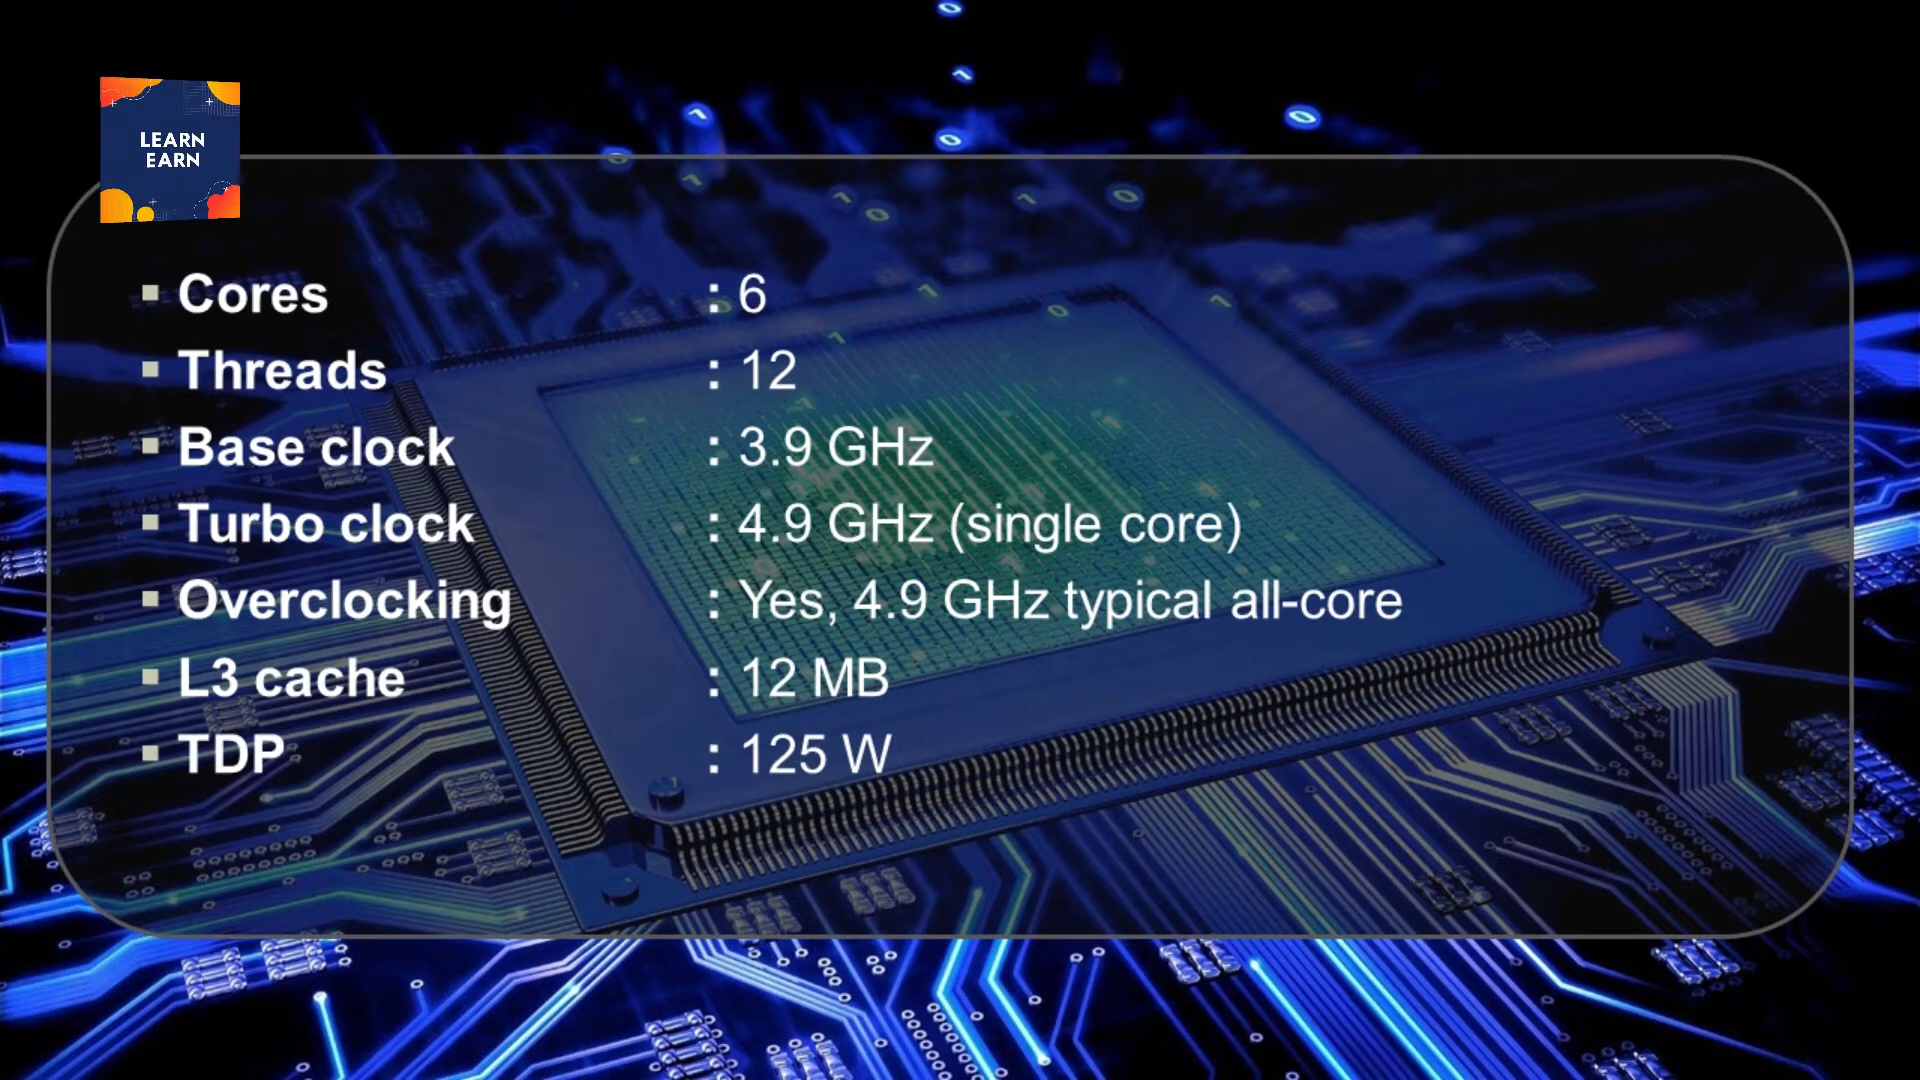 LEARN
EARN
▪ Cores : 6
▪ Threads : 12
▪ Base clock : 3.9 GHz
▪ Turbo clock : 4.9 GHz (single core)
▪ Overclocking : Yes, 4.9 GHz typical all-core
▪ L3 cache : 12 MB
▪ TDP : 125 W